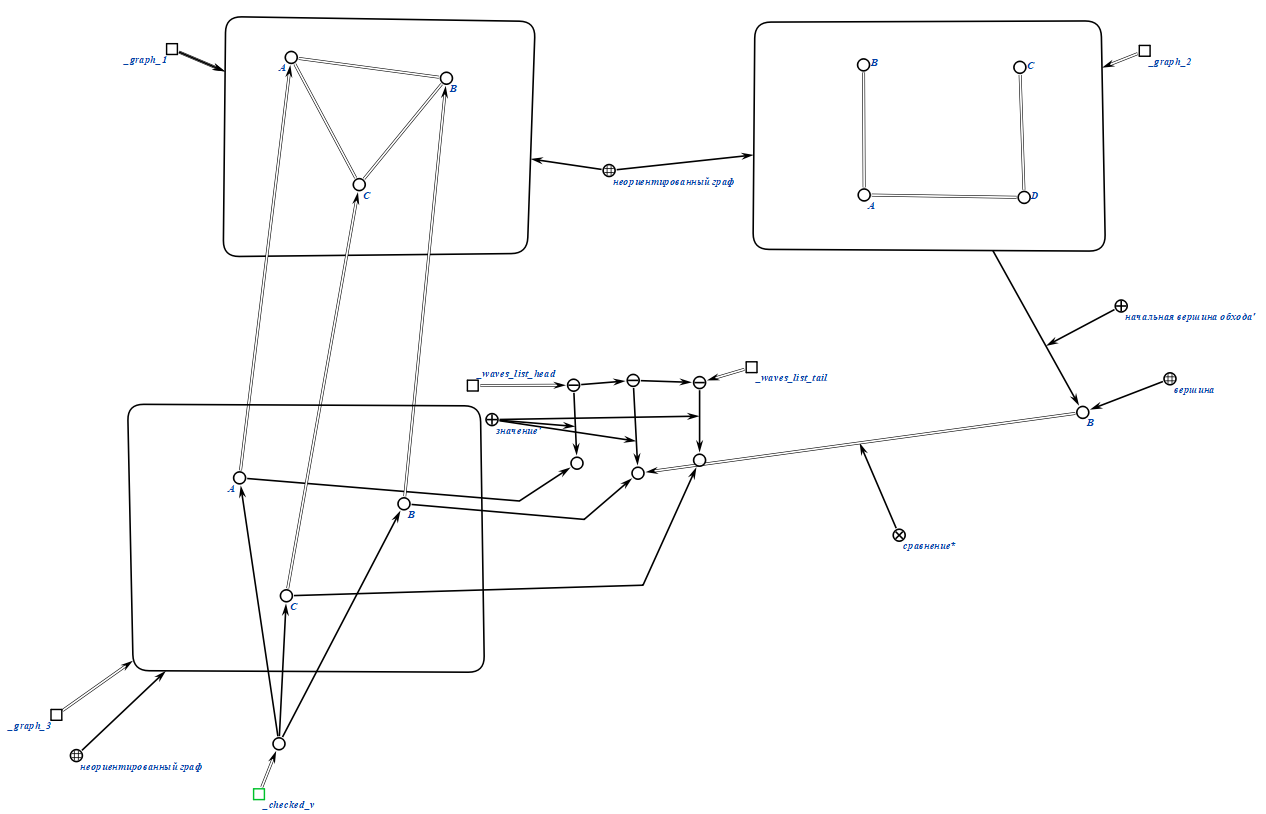 _graph_1
A
B
C
B
C
A
D
_graph_2
неориентированный граф
начальная вершина обхода'
вершина
B
_waves_list_head
_waves_list_tail
значение'
A
B
C
сравнение*
_graph_3
неориентированный граф
_checked_v